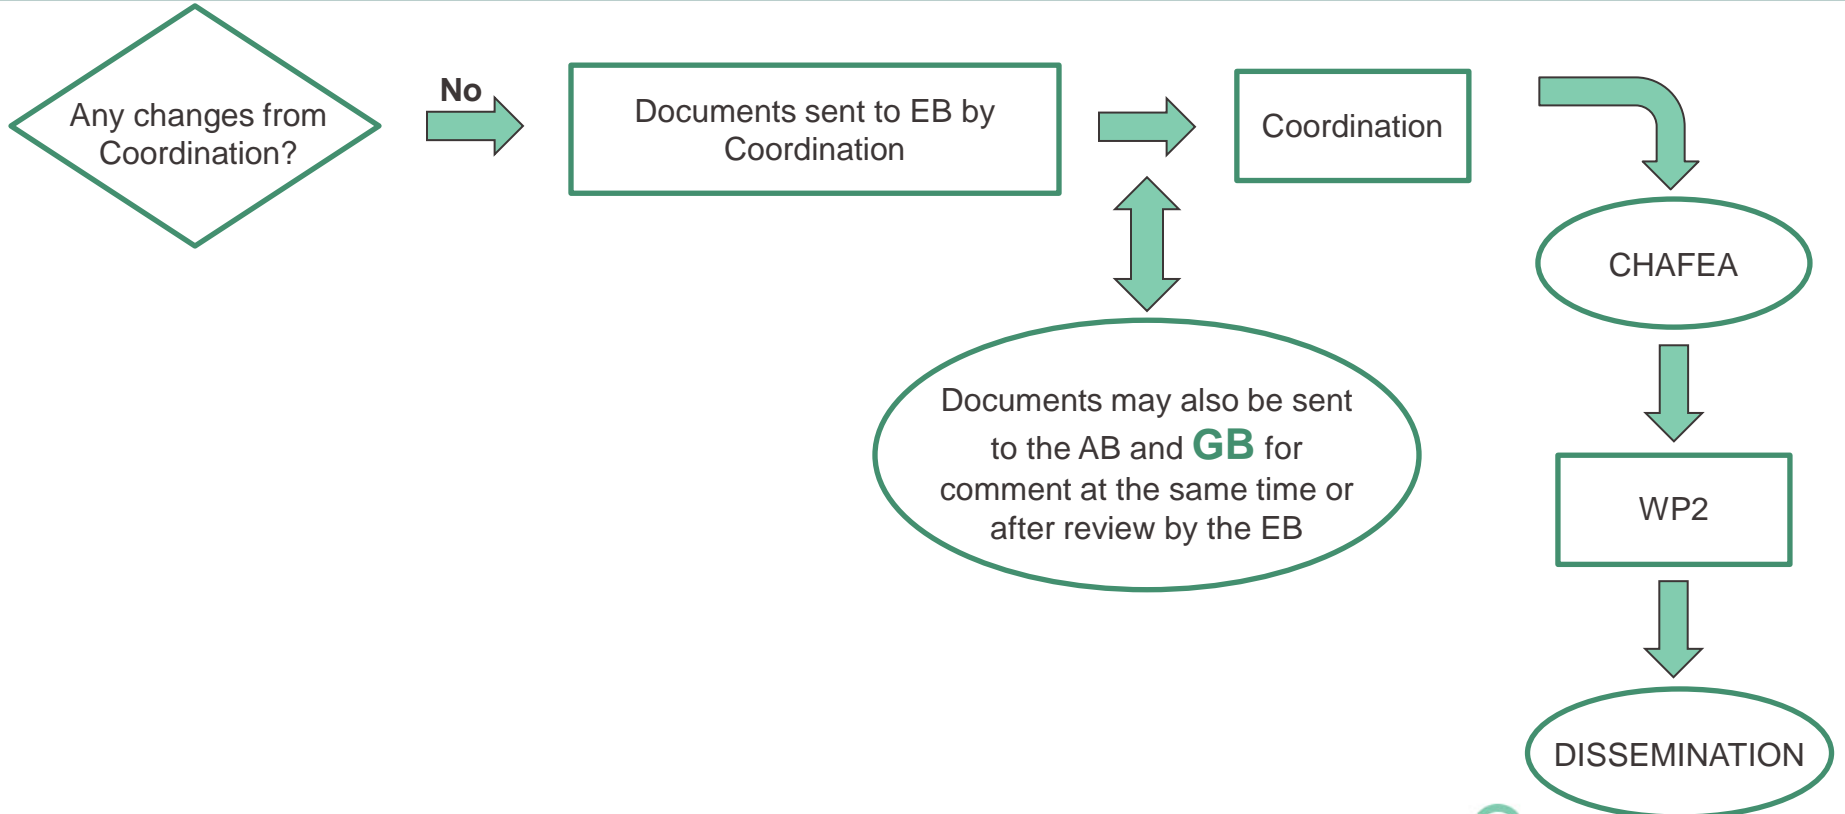 Any changes from
Coordination?
No
Documents sent to EB by
Coordination
Coordination
CHAFEA
Documents may also be sent
to the AB and GB for
comment at the same time or
after review by the EB
WP2
DISSEMINATION